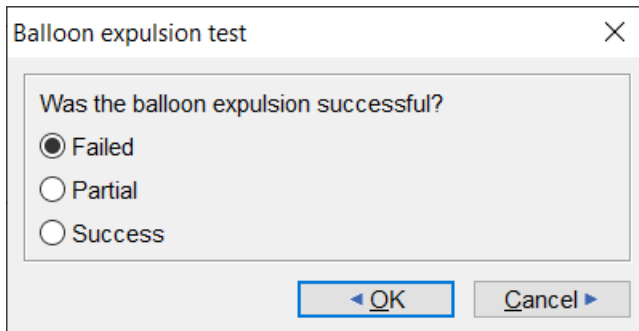 Balloon expulsion test
Was the balloon expulsion successful?
Failed
Partial
Success
OK Cancel